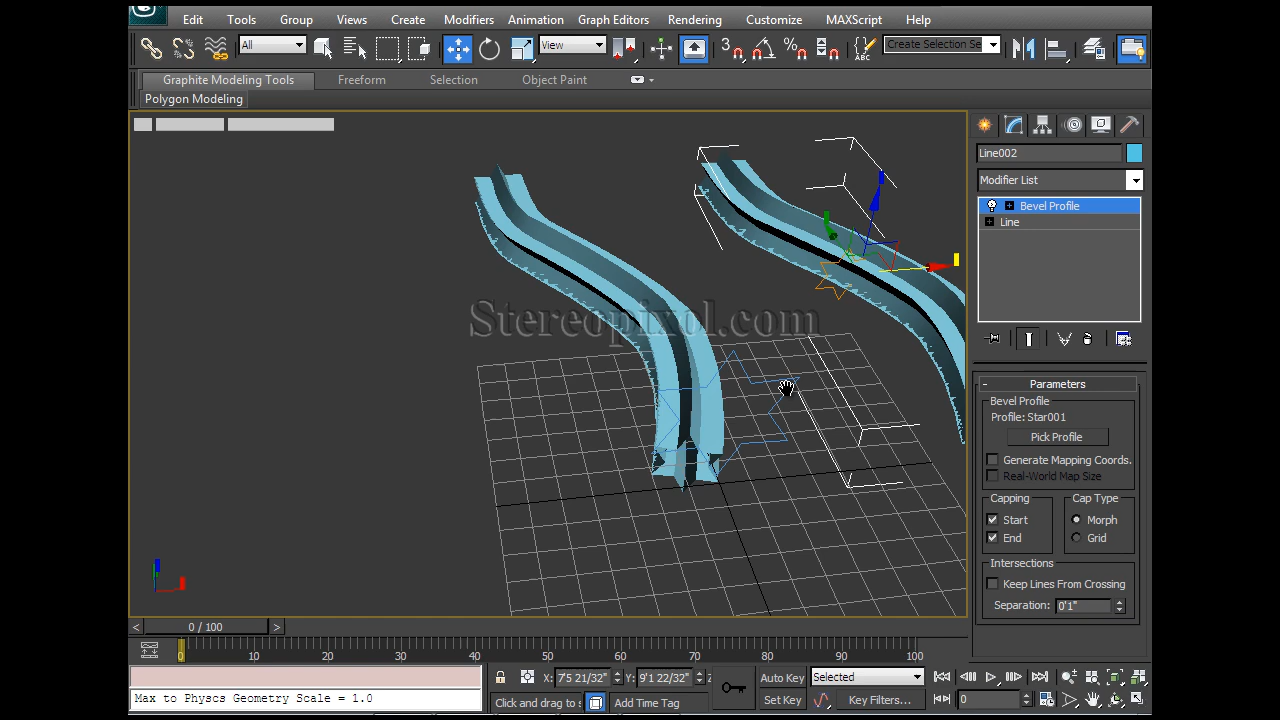 Edit Tools Group Views Create Modifiers Animation Graph Editors Rendering Customize MAXScript Help
All View 3 % ABC Create Selection Se
Graphite Modeling Tools Freeform Selection Object Paint
Polygon Modeling
Line002
Modifier List
Bevel Profile
Line
Stereopixol.com
- Parameters
Bevel Profile
Profile: Star001
Pick Profile
Generate Mapping Coords.
Real-World Map Size
Capping Cap Type
Start Morph
End Grid
Intersections
Keep Lines From Crossing
Separation: 0'1"
< 0 / 100 >
0 10 20 30 40 50 60 70 80 90 100
X: 7'5 21/32" Y: 9'1 22/32" Auto Key Selected
Max to Physcs Geometry Scale = 1.0 Click and drag to s Add Time Tag Set Key Key Filters... 0